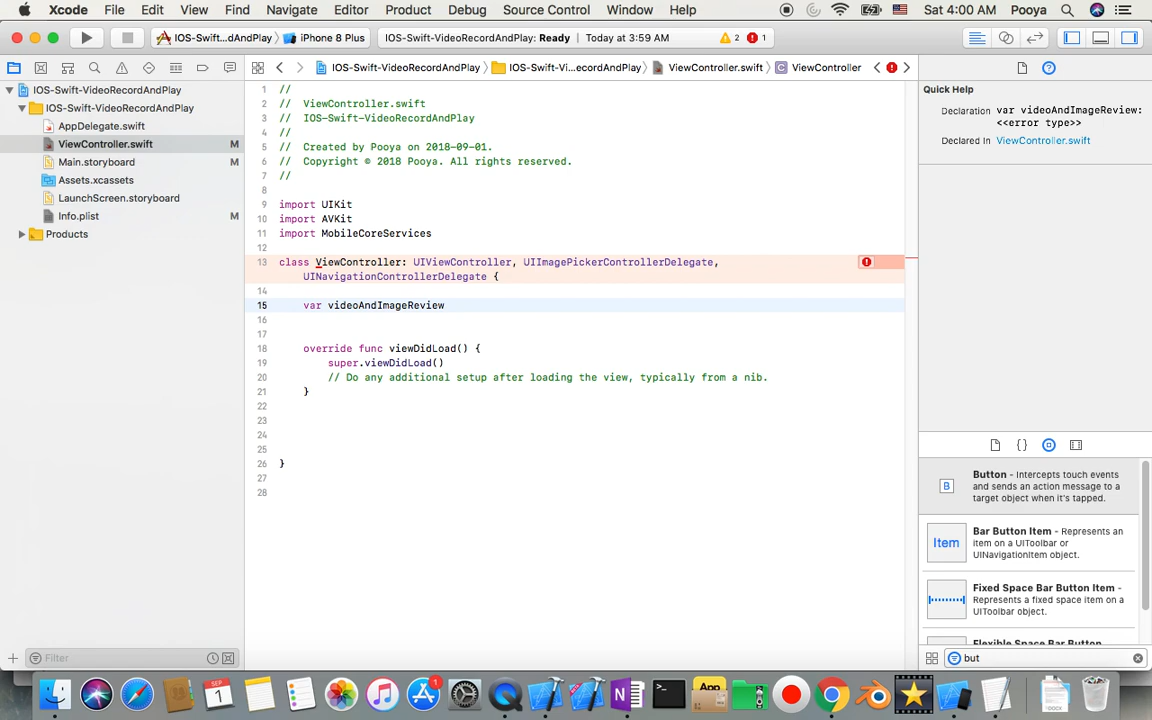 Xcode File Edit View Find Navigate Editor Product Debug Source Control Window Help Sat 4:00 AM Pooya
IOS-Swift...dAndPlay iPhone 8 Plus IOS-Swift-VideoRecordAndPlay: Ready Today at 3:59 AM 2 1
IOS-Swift-VideoRecordAndPlay IOS-Swift-Vi...ecordAndPlay ViewController.swift C ViewController
IOS-Swift-VideoRecordAndPlay
IOS-Swift-VideoRecordAndPlay
AppDelegate.swift
ViewController.swift M
Main.storyboard M
Assets.xcassets
LaunchScreen.storyboard
Info.plist M
Products
Filter
1 //
2 // ViewController.swift
3 // IOS-Swift-VideoRecordAndPlay
4 //
5 // Created by Pooya on 2018-09-01.
6 // Copyright © 2018 Pooya. All rights reserved.
7 //
8
9 import UIKit
10 import AVKit
11 import MobileCoreServices
12
13 class ViewController: UIViewController, UIImagePickerControllerDelegate,
UINavigationControllerDelegate {
14
15 var videoAndImageReview
16
17
18 override func viewDidLoad() {
19 super.viewDidLoad()
20 // Do any additional setup after loading the view, typically from a nib.
21 }
22
23
24
25
26 }
27
28
Quick Help
Declaration var videoAndImageReview:
<<error type>>
Declared In ViewController.swift
{}
B
Button - Intercepts touch events
and sends an action message to a
target object when it's tapped.
Item
Bar Button Item - Represents an
item on a UIToolbar or
UINavigationItem object.
Fixed Space Bar Button Item -
Represents a fixed space item on a
UIToolbar object.
Flexible Space Bar Button
but
SEP
1
1
App
DOCX